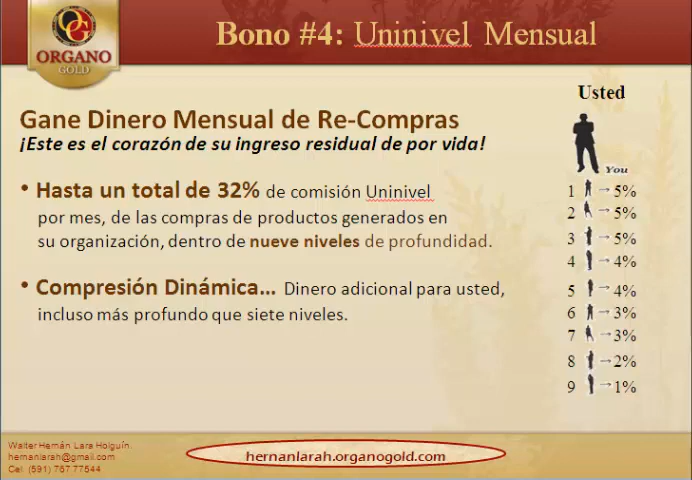 OG
ORGANO
GOLD
Bono #4: Uninivel Mensual
Gane Dinero Mensual de Re-Compras
¡Este es el corazón de su ingreso residual de por vida!
• Hasta un total de 32% de comisión Uninivel
por mes, de las compras de productos generados en
su organización, dentro de nueve niveles de profundidad.
• Compresión Dinámica... Dinero adicional para usted,
incluso más profundo que siete niveles.
Usted
You
1 → 5%
2 → 5%
3 → 5%
4 → 4%
5 → 4%
6 → 3%
7 → 3%
8 → 2%
9 → 1%
Walter Hernán Lara Holguín.
hernanlarah@gmail.com
Cel. (591) 767 77544
hernanlarah.organogold.com